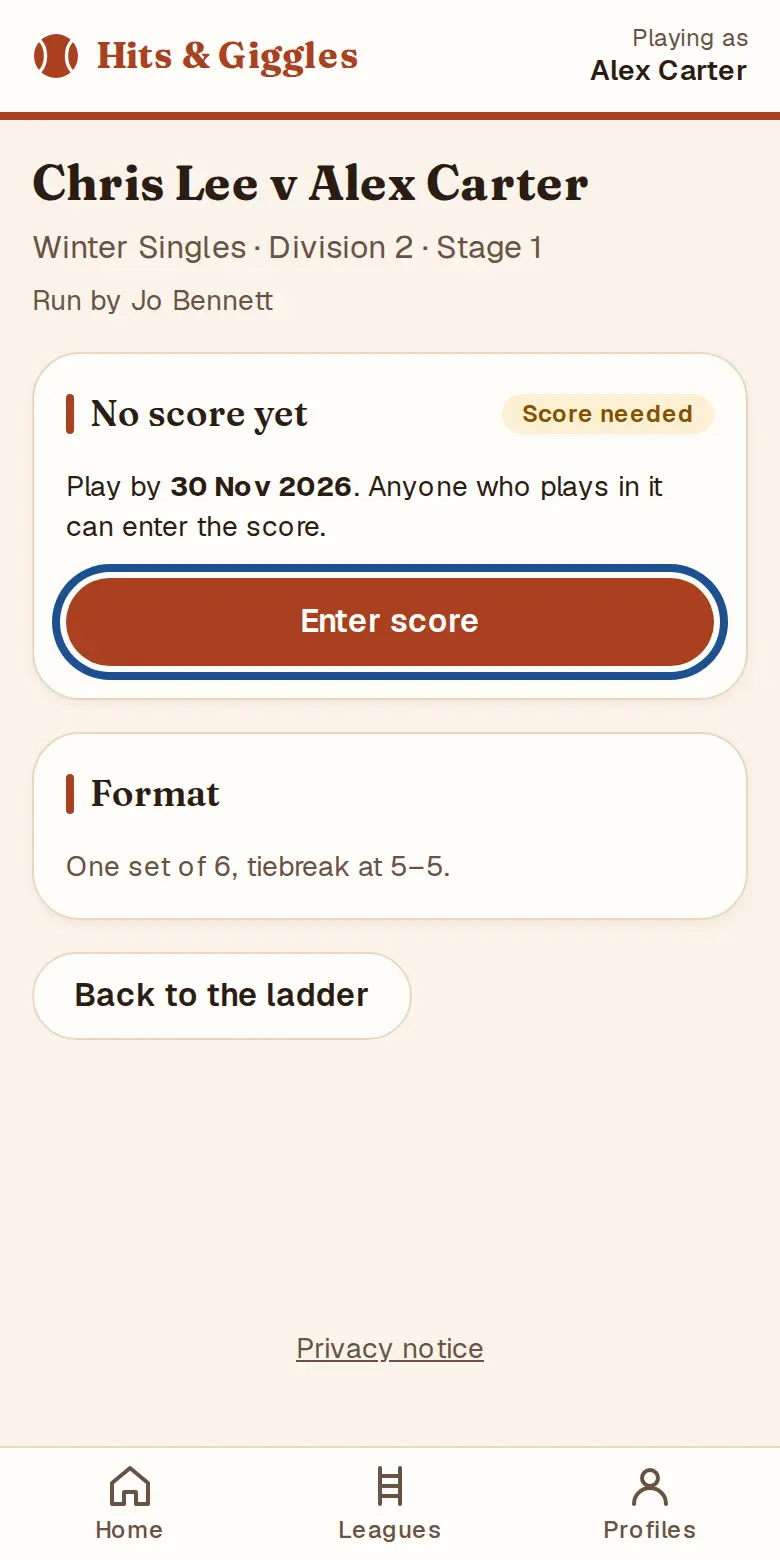 Hits & Giggles
Playing as
Alex Carter
Chris Lee v Alex Carter
Winter Singles · Division 2 · Stage 1
Run by Jo Bennett
No score yet
Score needed
Play by 30 Nov 2026. Anyone who plays in it
can enter the score.
Enter score
Format
One set of 6, tiebreak at 5–5.
Back to the ladder
Privacy notice
Home
Leagues
Profiles